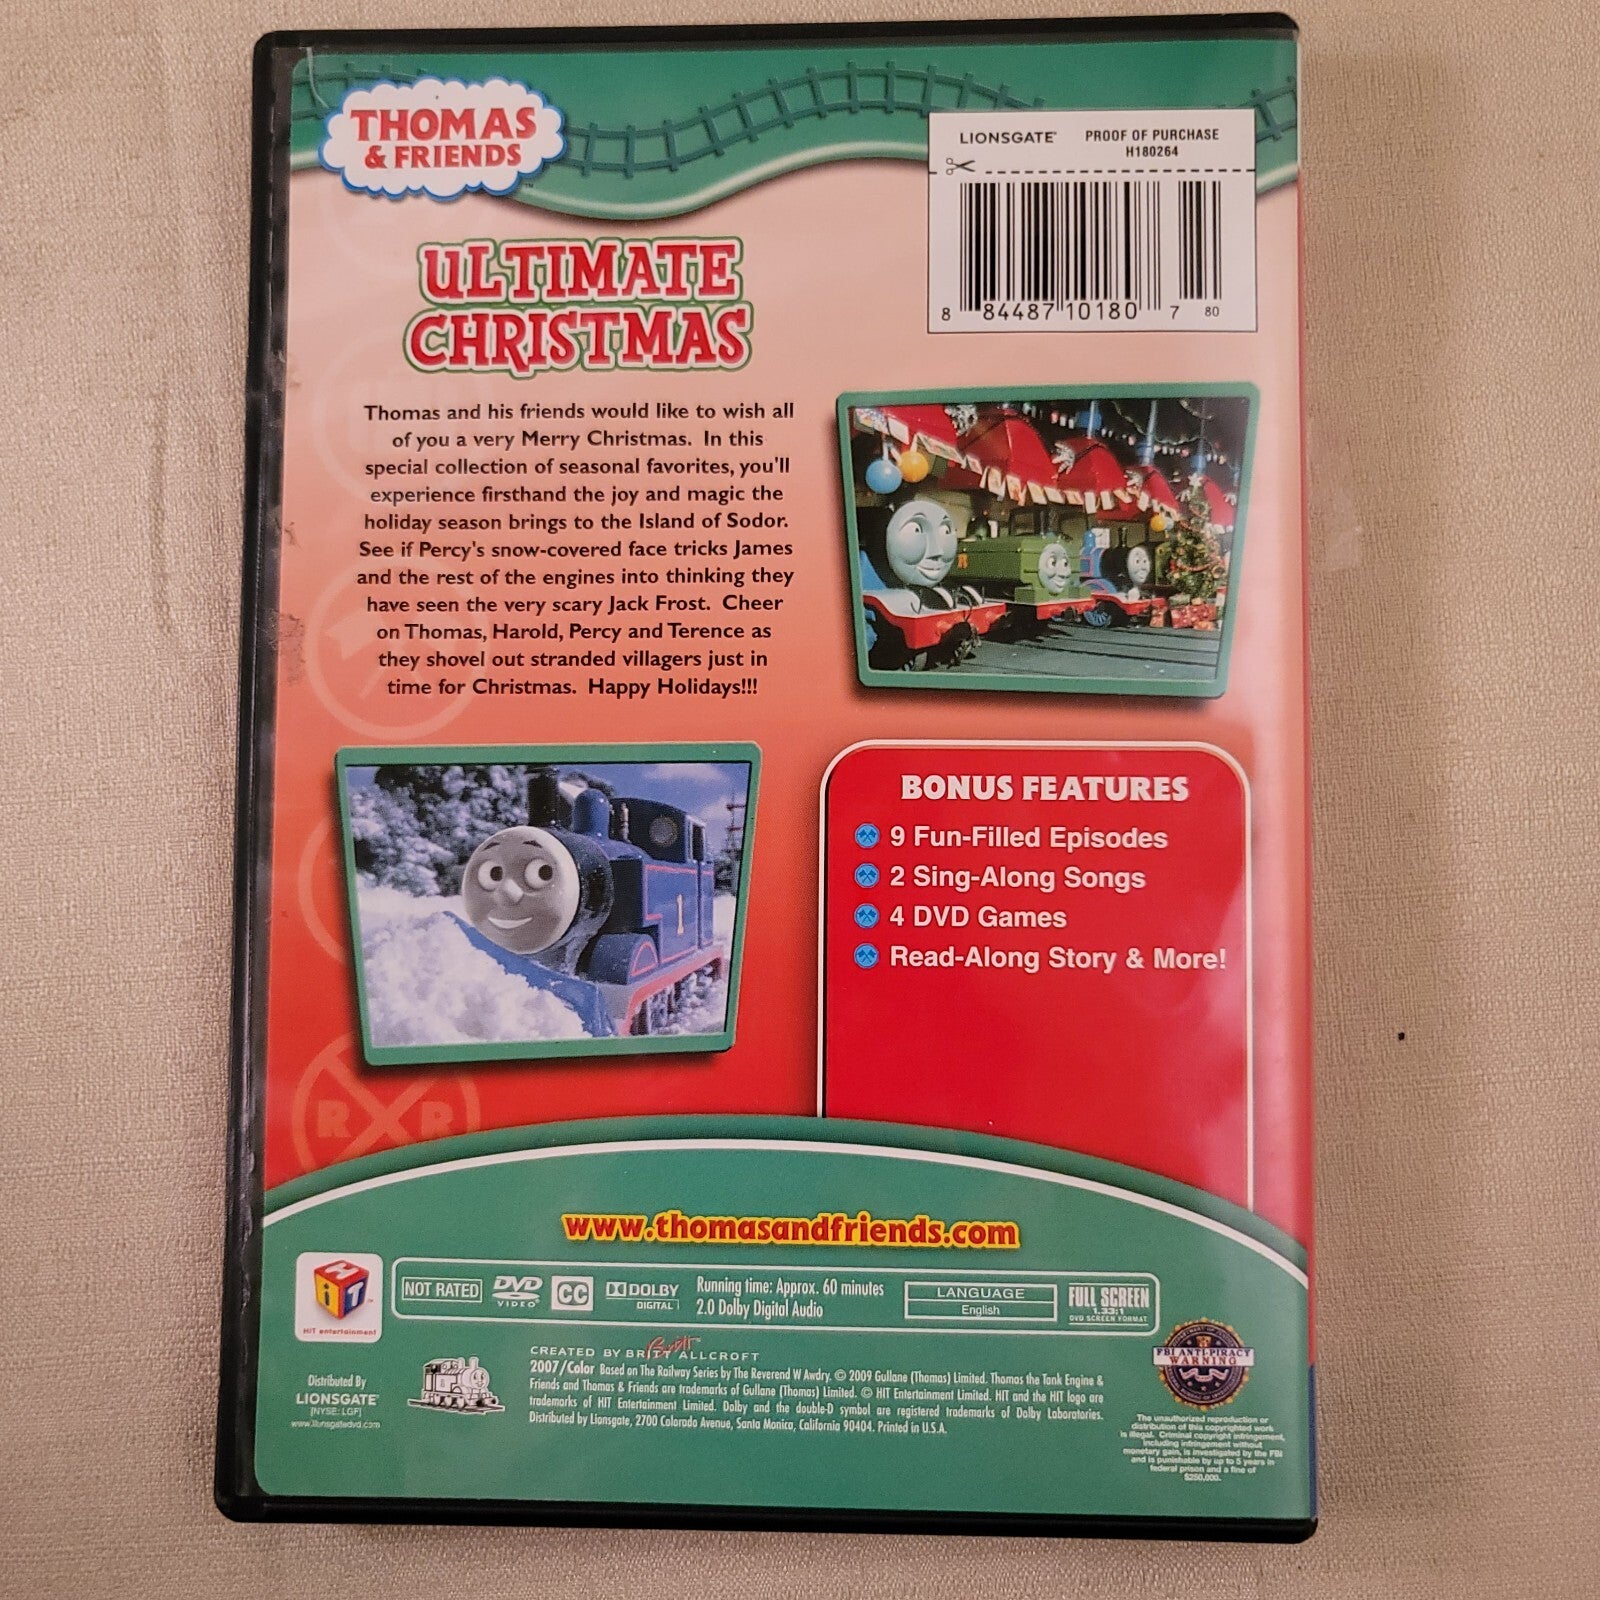 THOMAS
& FRIENDS™
LIONSGATE®
PROOF OF PURCHASE
H180264
8 84487 10180 7 80
ULTIMATE
CHRISTMAS
Thomas and his friends would like to wish all
of you a very Merry Christmas. In this
special collection of seasonal favorites, you'll
experience firsthand the joy and magic the
holiday season brings to the Island of Sodor.
See if Percy's snow-covered face tricks James
and the rest of the engines into thinking they
have seen the very scary Jack Frost. Cheer
on Thomas, Harold, Percy and Terence as
they shovel out stranded villagers just in
time for Christmas. Happy Holidays!!!
1
BONUS FEATURES
9 Fun-Filled Episodes
2 Sing-Along Songs
4 DVD Games
Read-Along Story & More!
R R
www.thomasandfriends.com
HiT
HiT entertainment
NOT RATED
DVD
VIDEO
CC
DOLBY
DIGITAL
Running time: Approx. 60 minutes
2.0 Dolby Digital Audio
LANGUAGE
English
FULL SCREEN
1.33:1
DVD SCREEN FORMAT
Distributed By
LIONSGATE
[NYSE: LGF]
www.lionsgatedvd.com
Britt™
CREATED BY BRITT ALLCROFT
2007/Color Based on The Railway Series by The Reverend W Awdry. © 2009 Gullane (Thomas) Limited. Thomas the Tank Engine &
Friends and Thomas & Friends are trademarks of Gullane (Thomas) Limited. © HIT Entertainment Limited. HIT and the HIT logo are
trademarks of HIT Entertainment Limited. Dolby and the double-D symbol are registered trademarks of Dolby Laboratories.
Distributed by Lionsgate, 2700 Colorado Avenue, Santa Monica, California 90404. Printed in U.S.A.
FBI ANTI-PIRACY
WARNING
The unauthorized reproduction or
distribution of this copyrighted work
is illegal. Criminal copyright infringement,
including infringement without
monetary gain, is investigated by the FBI
and is punishable by up to 5 years in
federal prison and a fine of
$250,000.